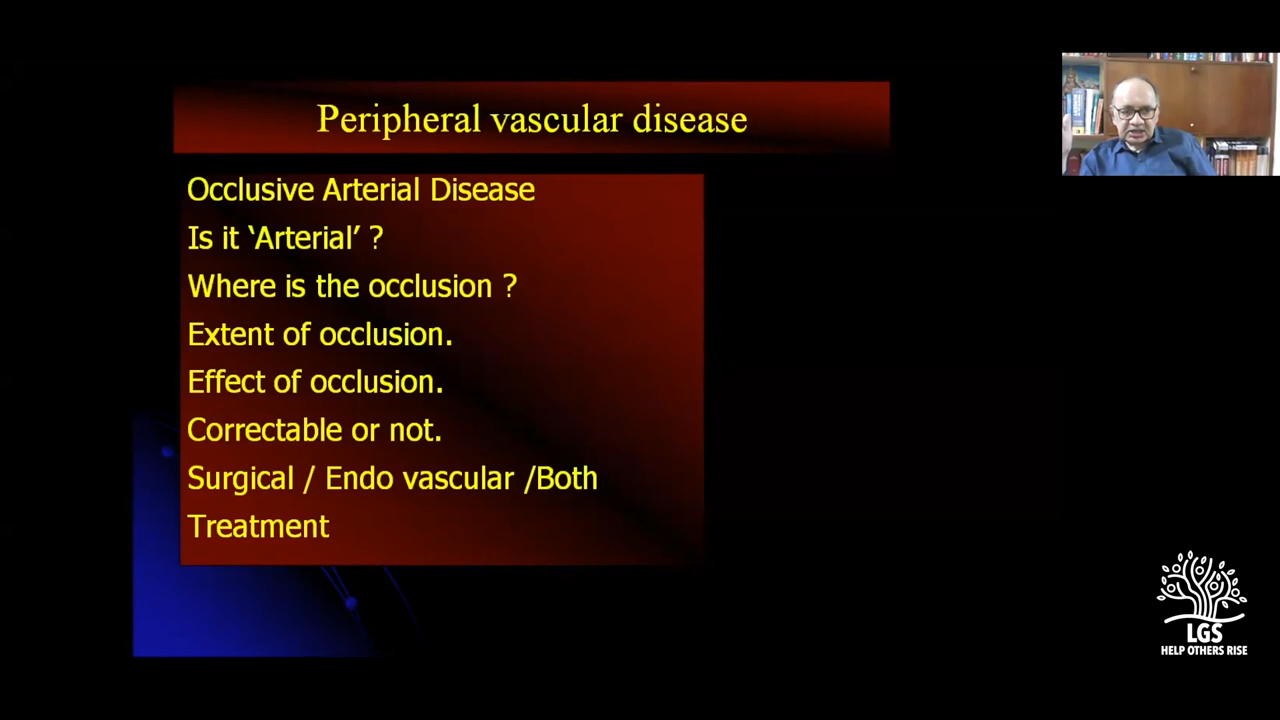 Peripheral vascular disease
Occlusive Arterial Disease
Is it ‘Arterial’ ?
Where is the occlusion ?
Extent of occlusion.
Effect of occlusion.
Correctable or not.
Surgical / Endo vascular /Both
Treatment
LGS
HELP OTHERS RISE